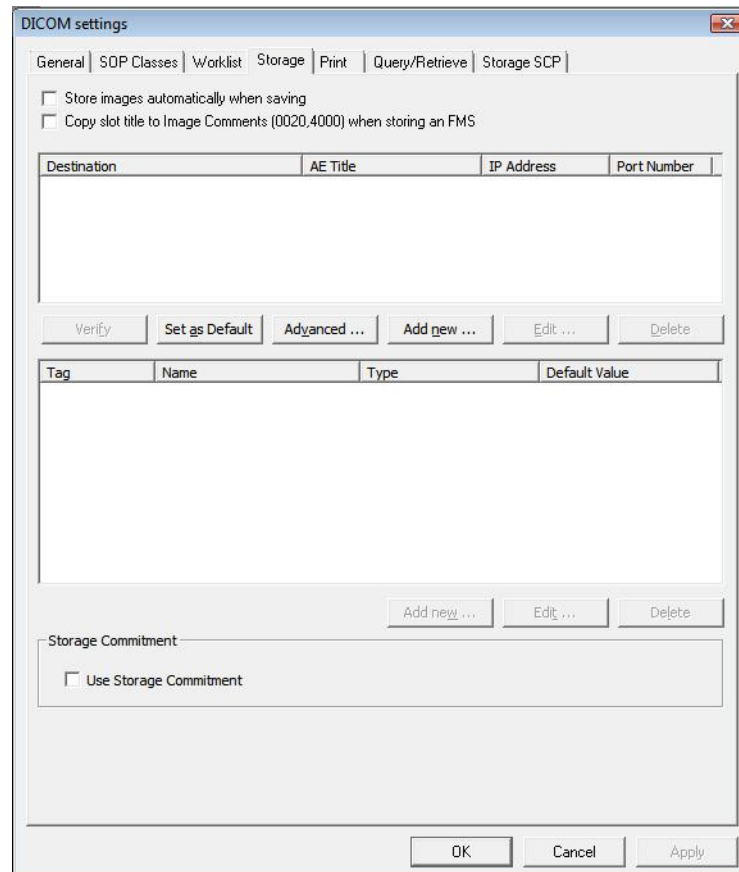 DICOM settings
General SOP Classes Worklist Storage Print Query/Retrieve Storage SCP
Store images automatically when saving
Copy slot title to Image Comments (0020,4000) when storing an FMS
Destination AE Title IP Address Port Number
Verify Set as Default Advanced ... Add new ... Edit ... Delete
Tag Name Type Default Value
Add new ... Edit ... Delete
Storage Commitment
Use Storage Commitment
OK Cancel Apply